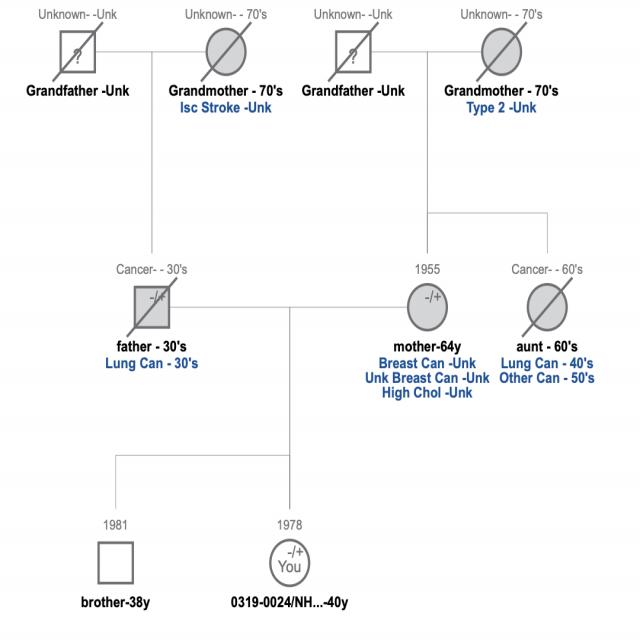 Unknown- -Unk
Unknown- - 70's
Unknown- -Unk
Unknown- - 70's
?
?
Grandfather -Unk
Grandmother - 70's
Grandfather -Unk
Grandmother - 70's
Isc Stroke -Unk
Type 2 -Unk
Cancer- - 30's
1955
Cancer- - 60's
-/+
-/+
father - 30's
mother-64y
aunt - 60's
Lung Can - 30's
Breast Can -Unk
Lung Can - 40's
Unk Breast Can -Unk
Other Can - 50's
High Chol -Unk
1981
1978
-/+
You
brother-38y
0319-0024/NH...-40y